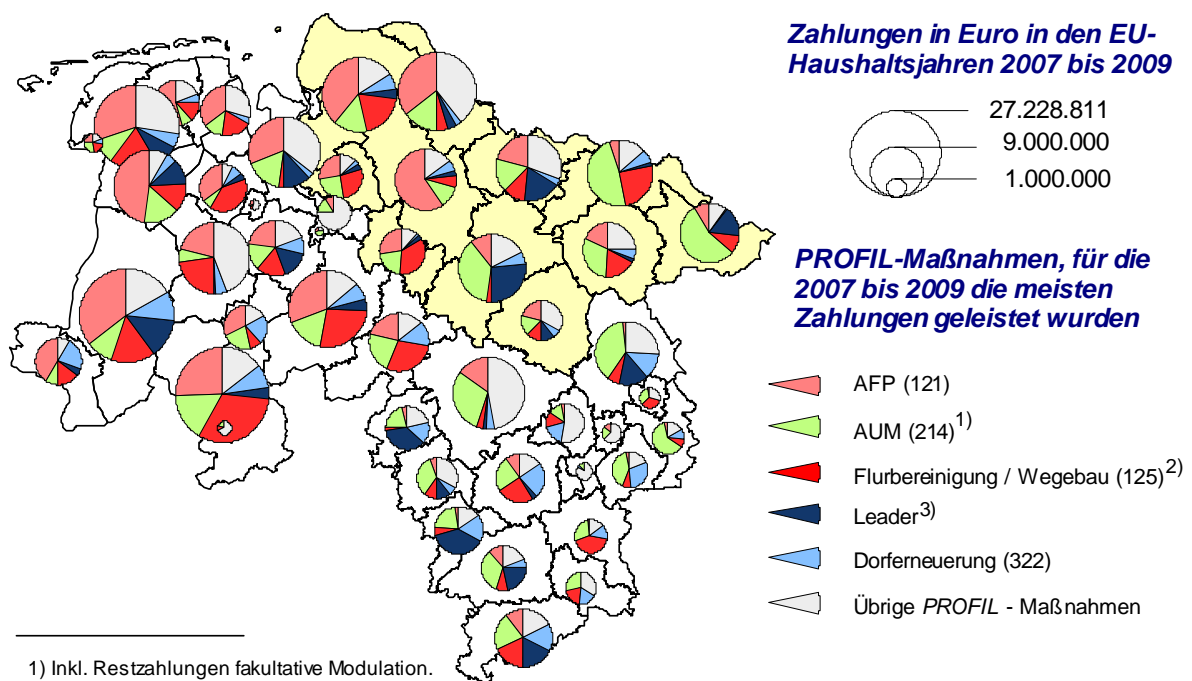 Zahlungen in Euro in den EU-
Haushaltsjahren 2007 bis 2009
27.228.811
9.000.000
1.000.000
PROFIL-Maßnahmen, für die
2007 bis 2009 die meisten
Zahlungen geleistet wurden
AFP (121)
AUM (214)1)
Flurbereinigung / Wegebau (125)2)
Leader3)
Dorferneuerung (322)
Übrige PROFIL - Maßnahmen
1) Inkl. Restzahlungen fakultative Modulation.